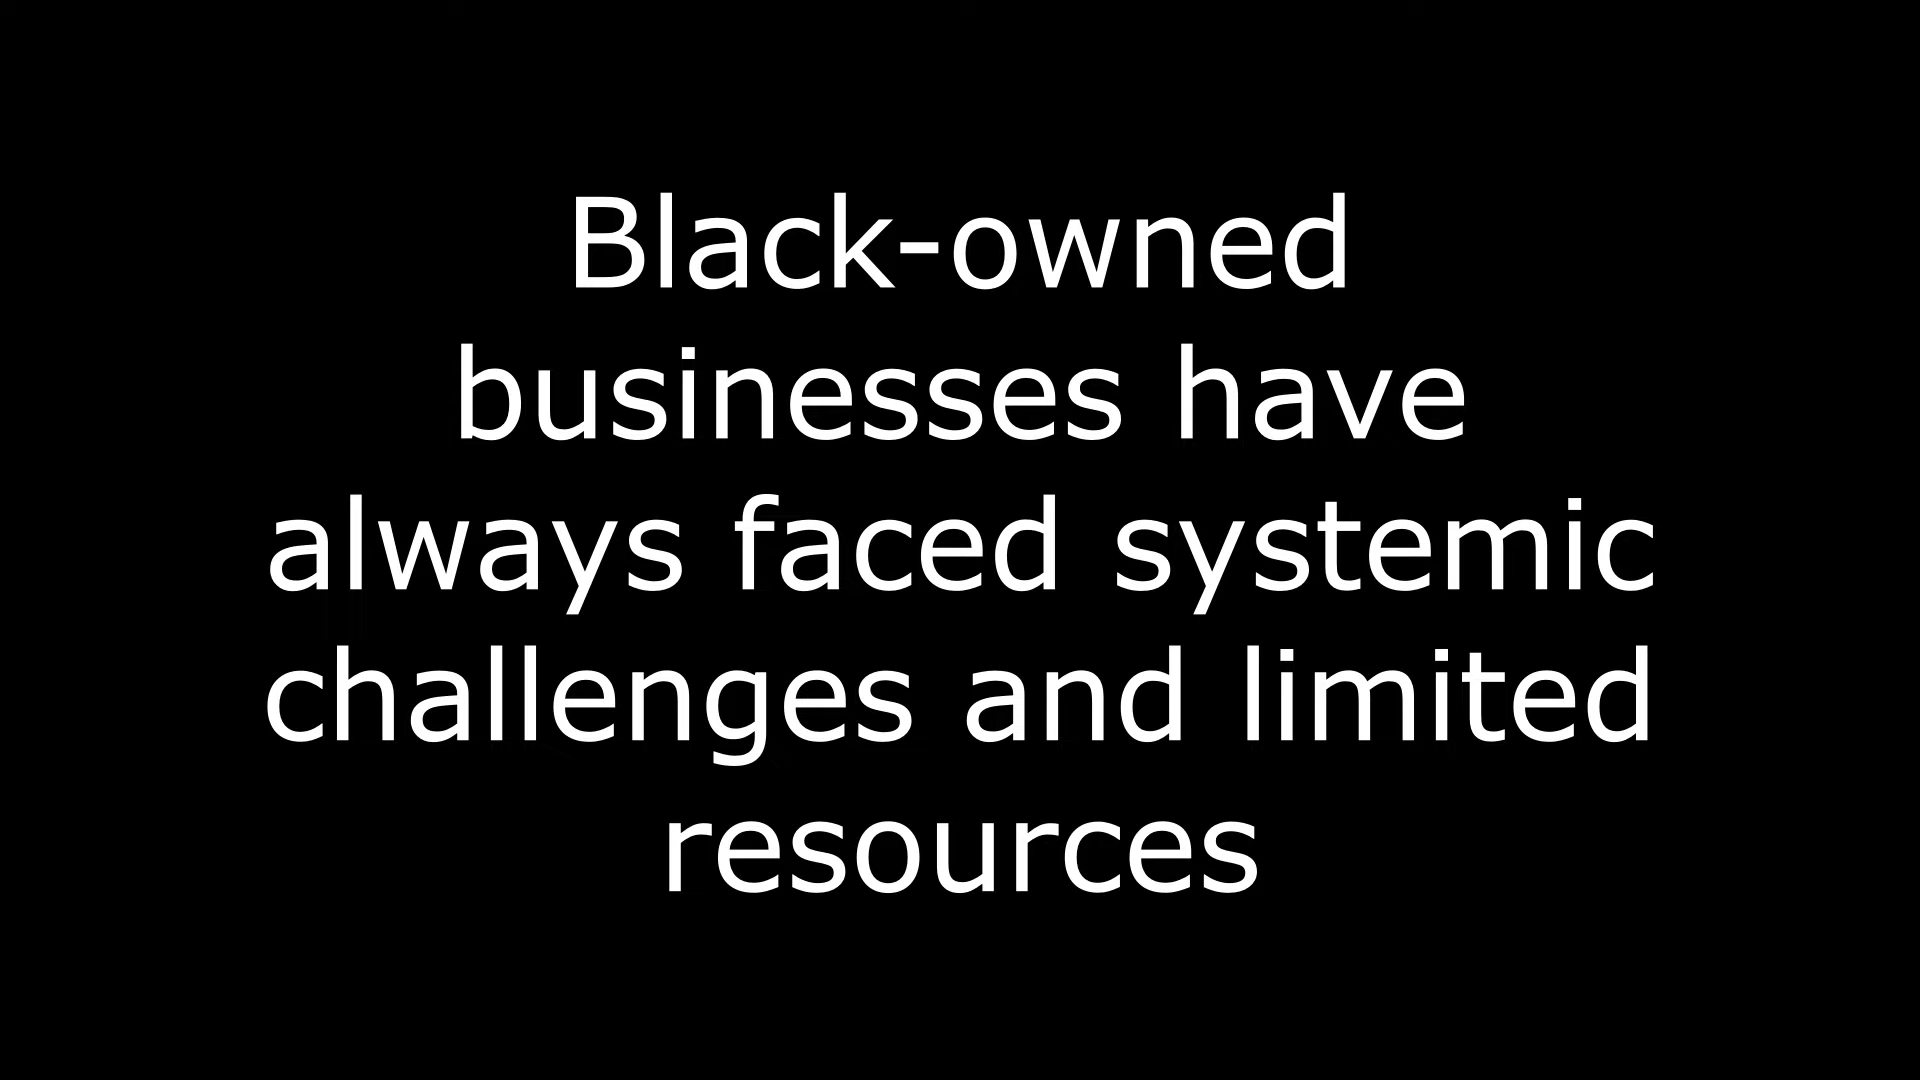 Black-owned
businesses have
always faced systemic
challenges and limited
resources